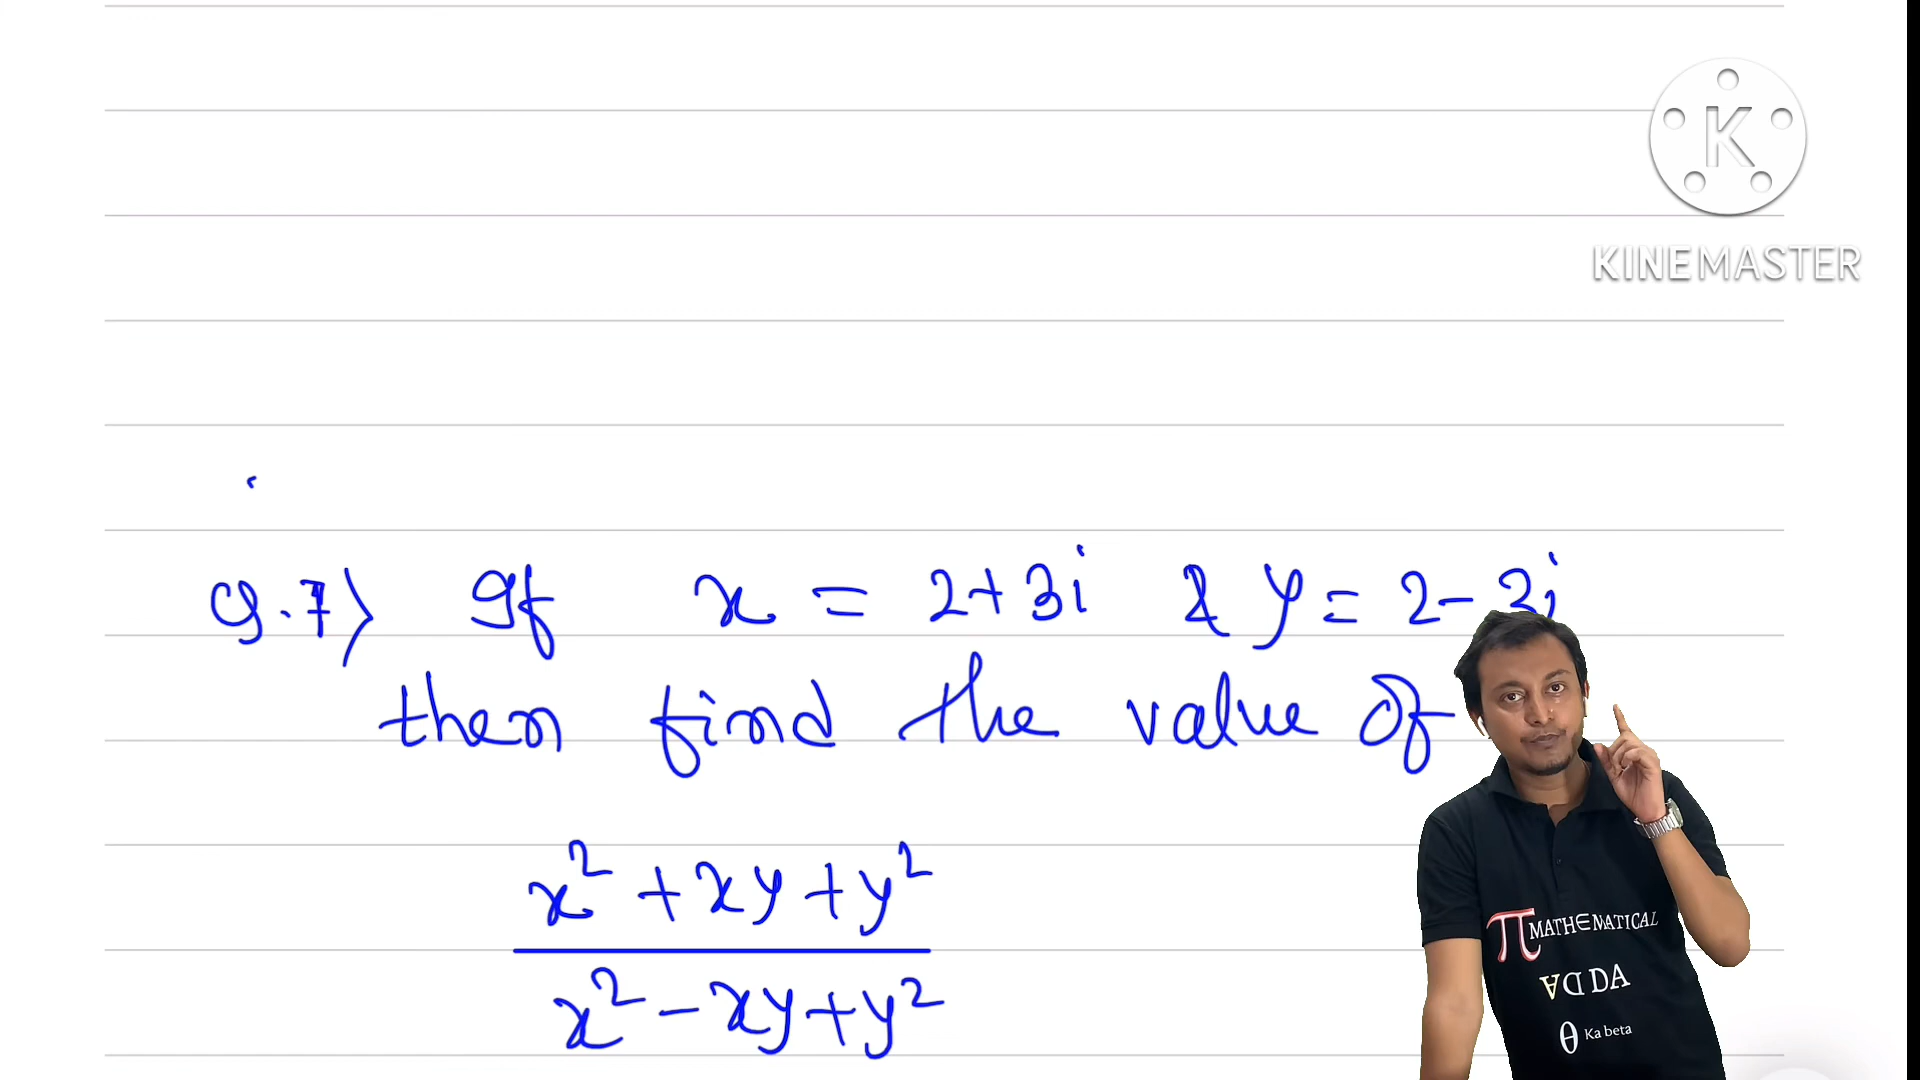 K
KINEMASTER
Q.7) If x = 2+3i & y = 2-3i
then find the value of
x² + xy + y²
x² - xy + y²
π MATHEMATICAL
ADDA
θ Ka beta